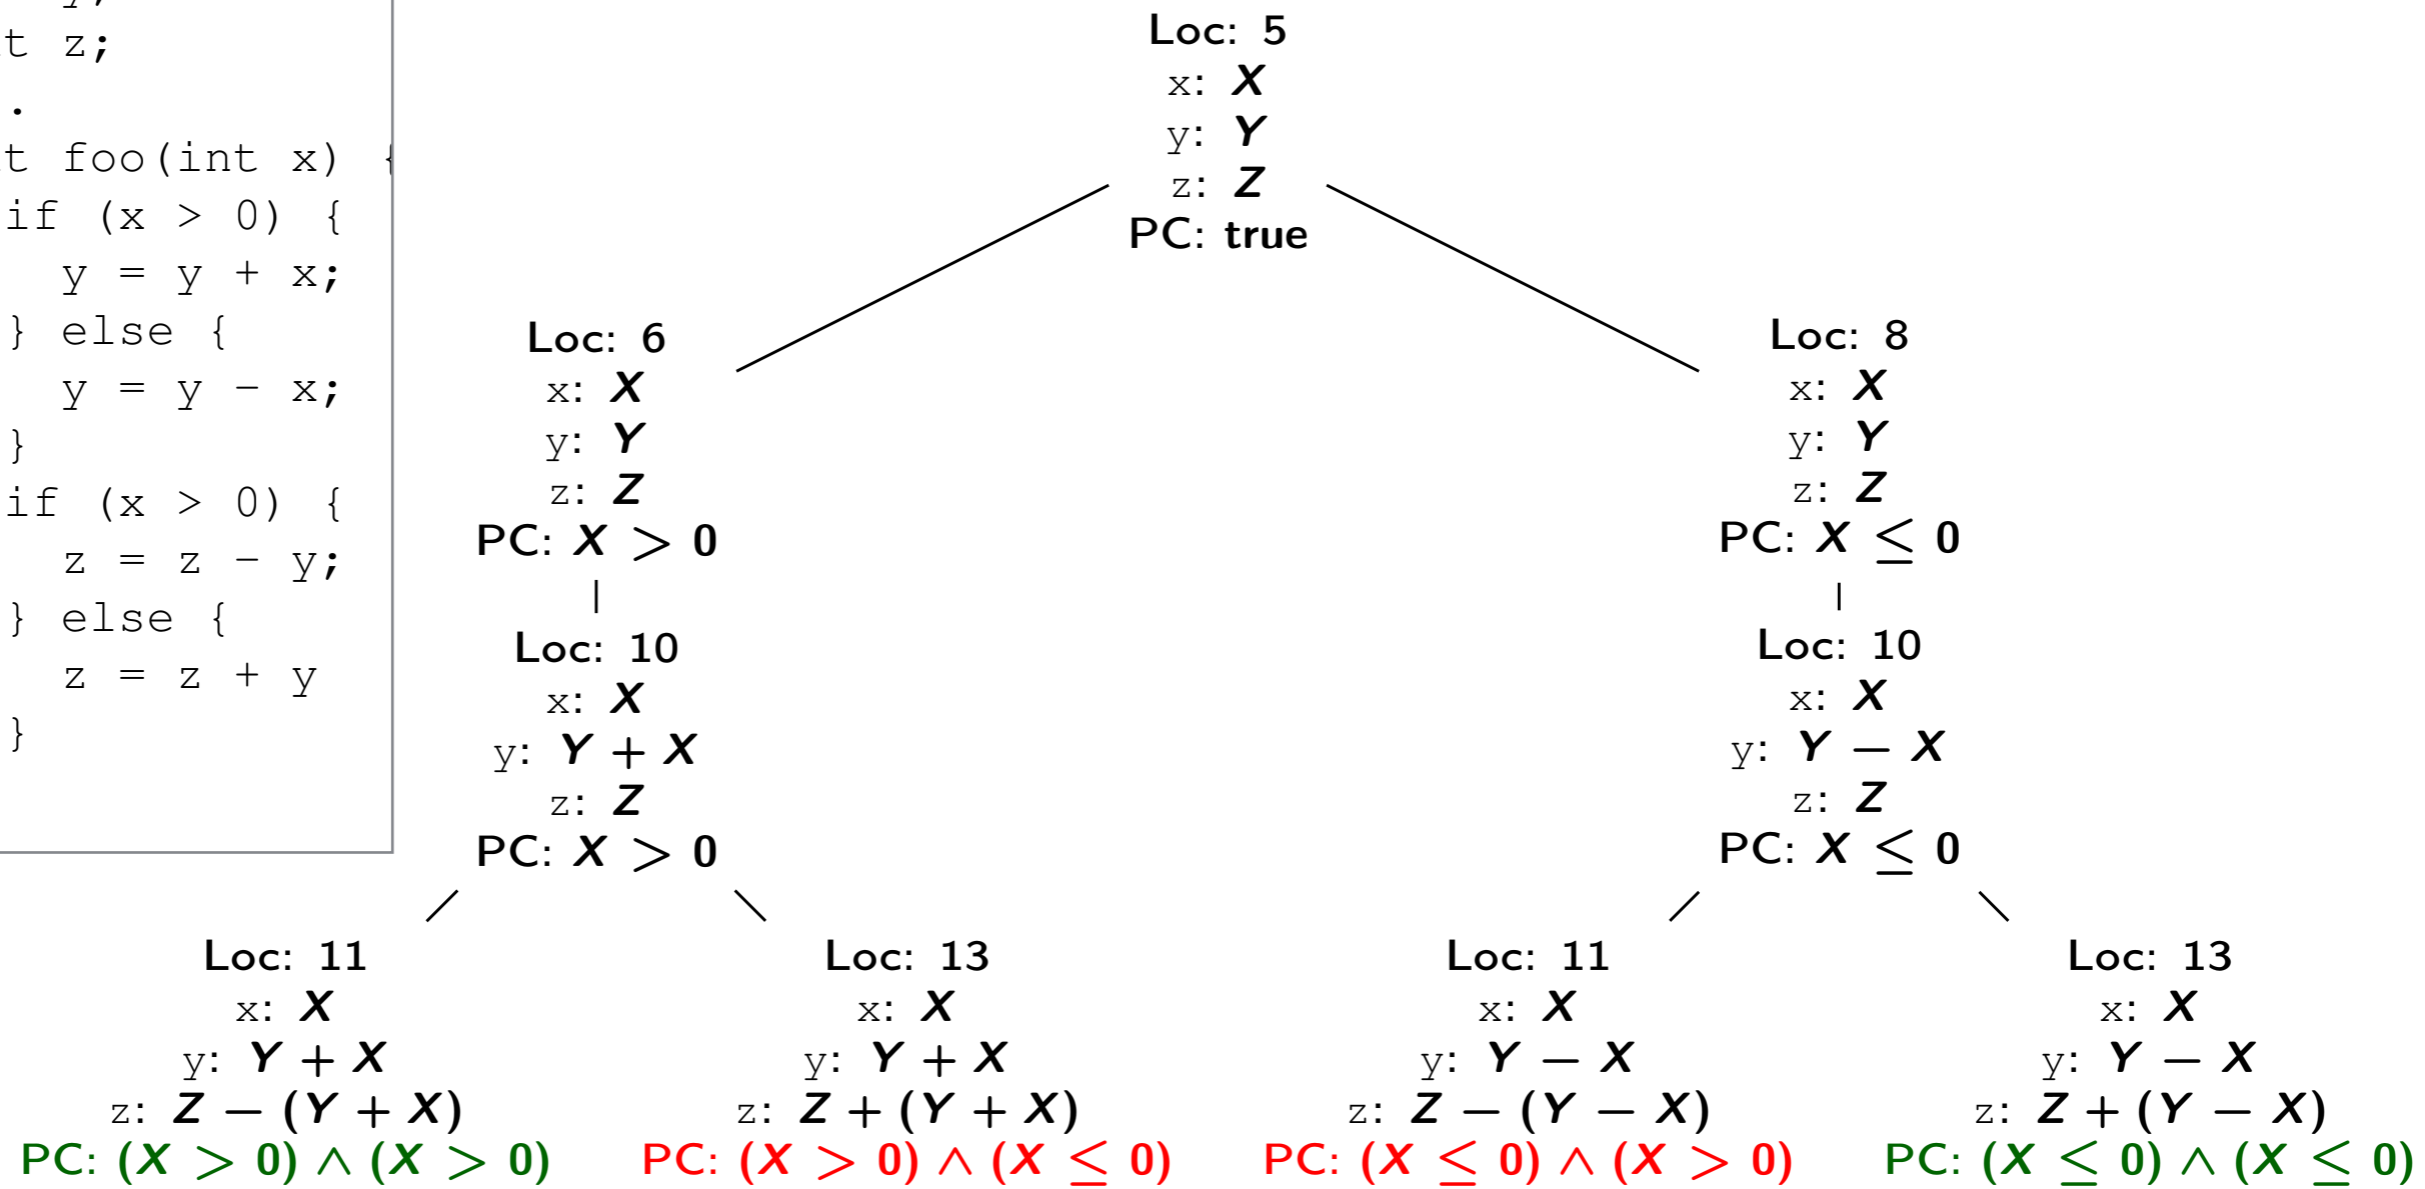 y;
t z;
.
t foo(int x) {
if (x > 0) {
y = y + x;
} else {
y = y - x;
}
if (x > 0) {
z = z - y;
} else {
z = z + y
}
Loc: 5
x: X
y: Y
z: Z
PC: true
Loc: 6
x: X
y: Y
z: Z
PC: X > 0
Loc: 8
x: X
y: Y
z: Z
PC: X ≤ 0
Loc: 10
x: X
y: Y + X
z: Z
PC: X > 0
Loc: 10
x: X
y: Y − X
z: Z
PC: X ≤ 0
Loc: 11
x: X
y: Y + X
z: Z − (Y + X)
PC: (X > 0) ∧ (X > 0)
Loc: 13
x: X
y: Y + X
z: Z + (Y + X)
PC: (X > 0) ∧ (X ≤ 0)
Loc: 11
x: X
y: Y − X
z: Z − (Y − X)
PC: (X ≤ 0) ∧ (X > 0)
Loc: 13
x: X
y: Y − X
z: Z + (Y − X)
PC: (X ≤ 0) ∧ (X ≤ 0)